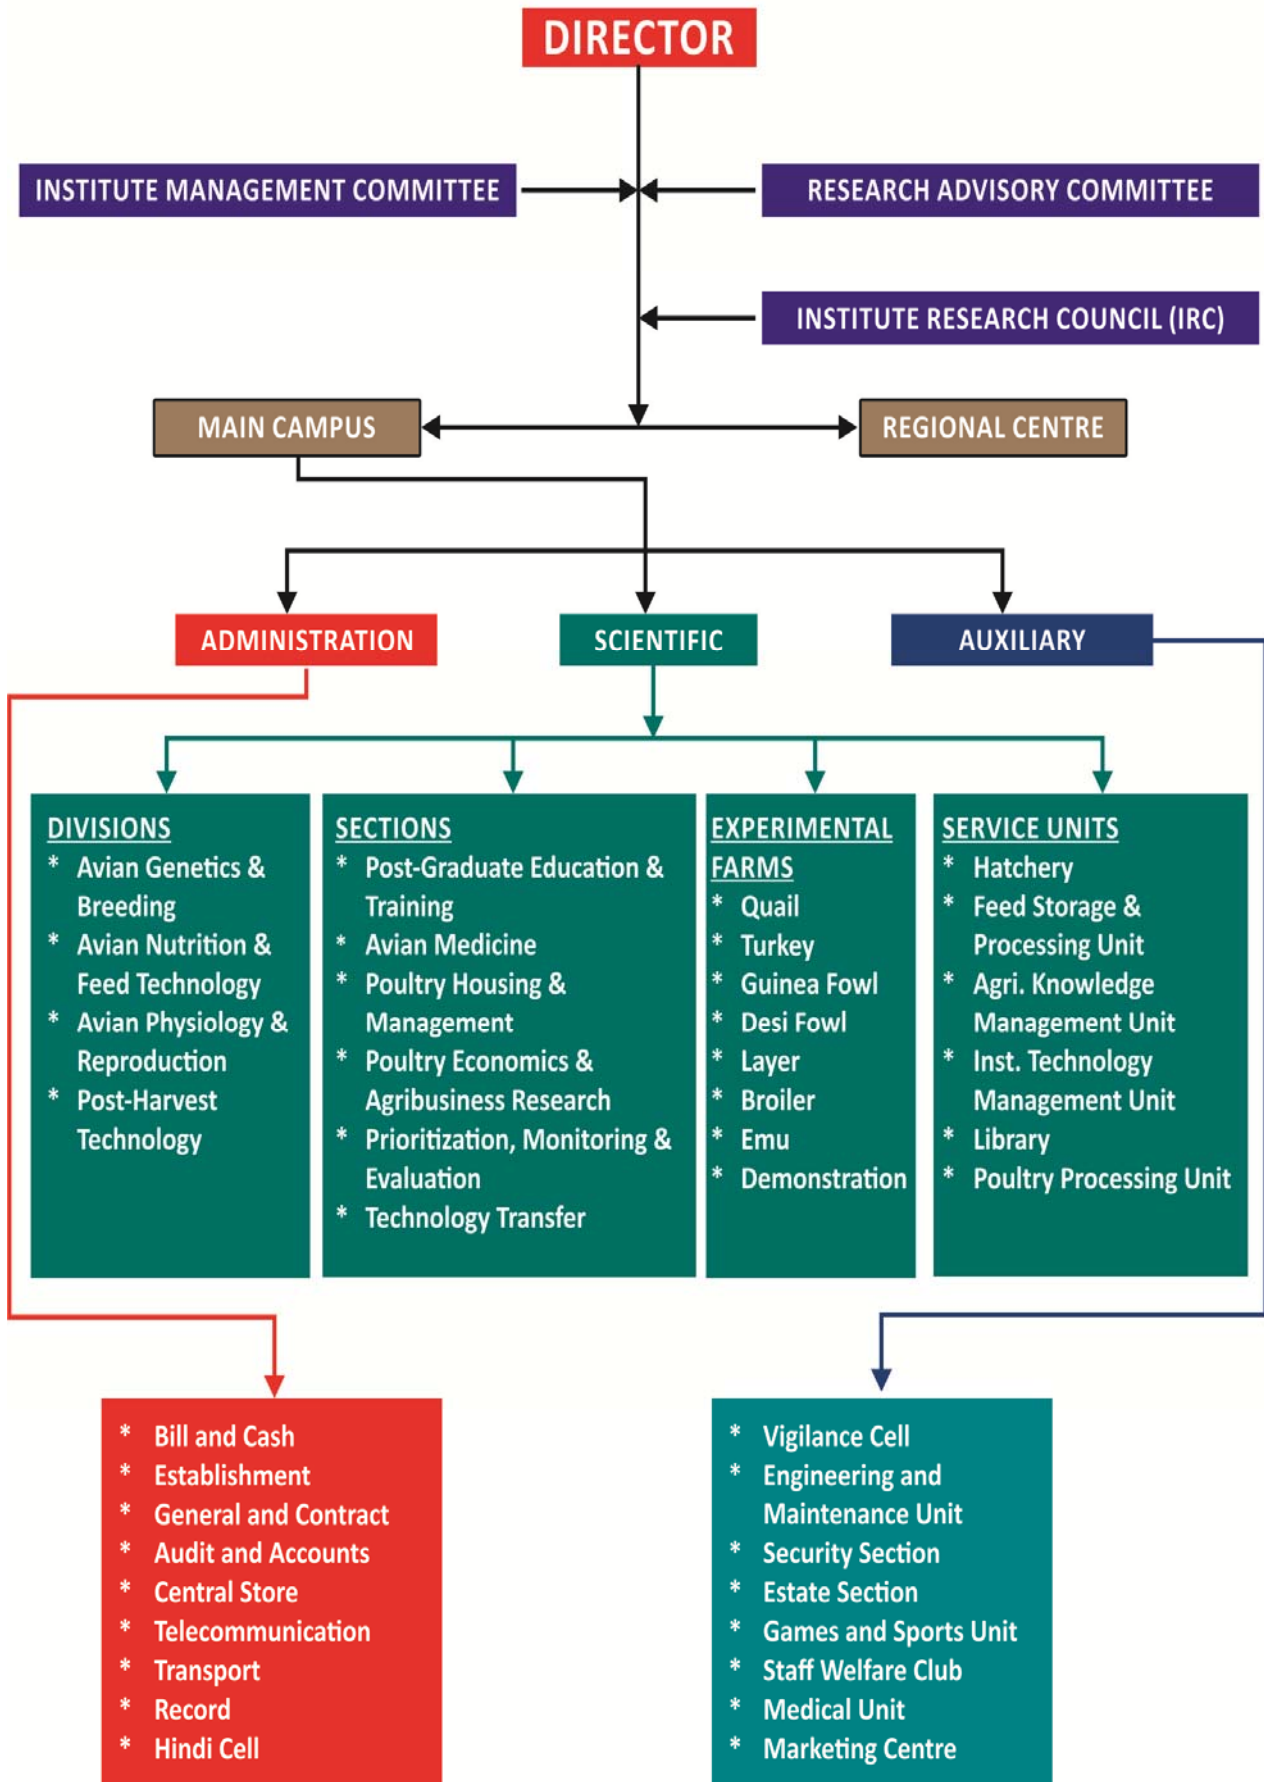 DIRECTOR
INSTITUTE MANAGEMENT COMMITTEE
RESEARCH ADVISORY COMMITTEE
INSTITUTE RESEARCH COUNCIL (IRC)
MAIN CAMPUS
REGIONAL CENTRE
ADMINISTRATION
SCIENTIFIC
AUXILIARY
DIVISIONS
* Avian Genetics &
Breeding
* Avian Nutrition &
Feed Technology
* Avian Physiology &
Reproduction
* Post-Harvest
Technology
SECTIONS
* Post-Graduate Education &
Training
* Avian Medicine
* Poultry Housing &
Management
* Poultry Economics &
Agribusiness Research
* Prioritization, Monitoring &
Evaluation
* Technology Transfer
EXPERIMENTAL
FARMS
* Quail
* Turkey
* Guinea Fowl
* Desi Fowl
* Layer
* Broiler
* Emu
* Demonstration
SERVICE UNITS
* Hatchery
* Feed Storage &
Processing Unit
* Agri. Knowledge
Management Unit
* Inst. Technology
Management Unit
* Library
* Poultry Processing Unit
* Bill and Cash
* Establishment
* General and Contract
* Audit and Accounts
* Central Store
* Telecommunication
* Transport
* Record
* Hindi Cell
* Vigilance Cell
* Engineering and
Maintenance Unit
* Security Section
* Estate Section
* Games and Sports Unit
* Staff Welfare Club
* Medical Unit
* Marketing Centre